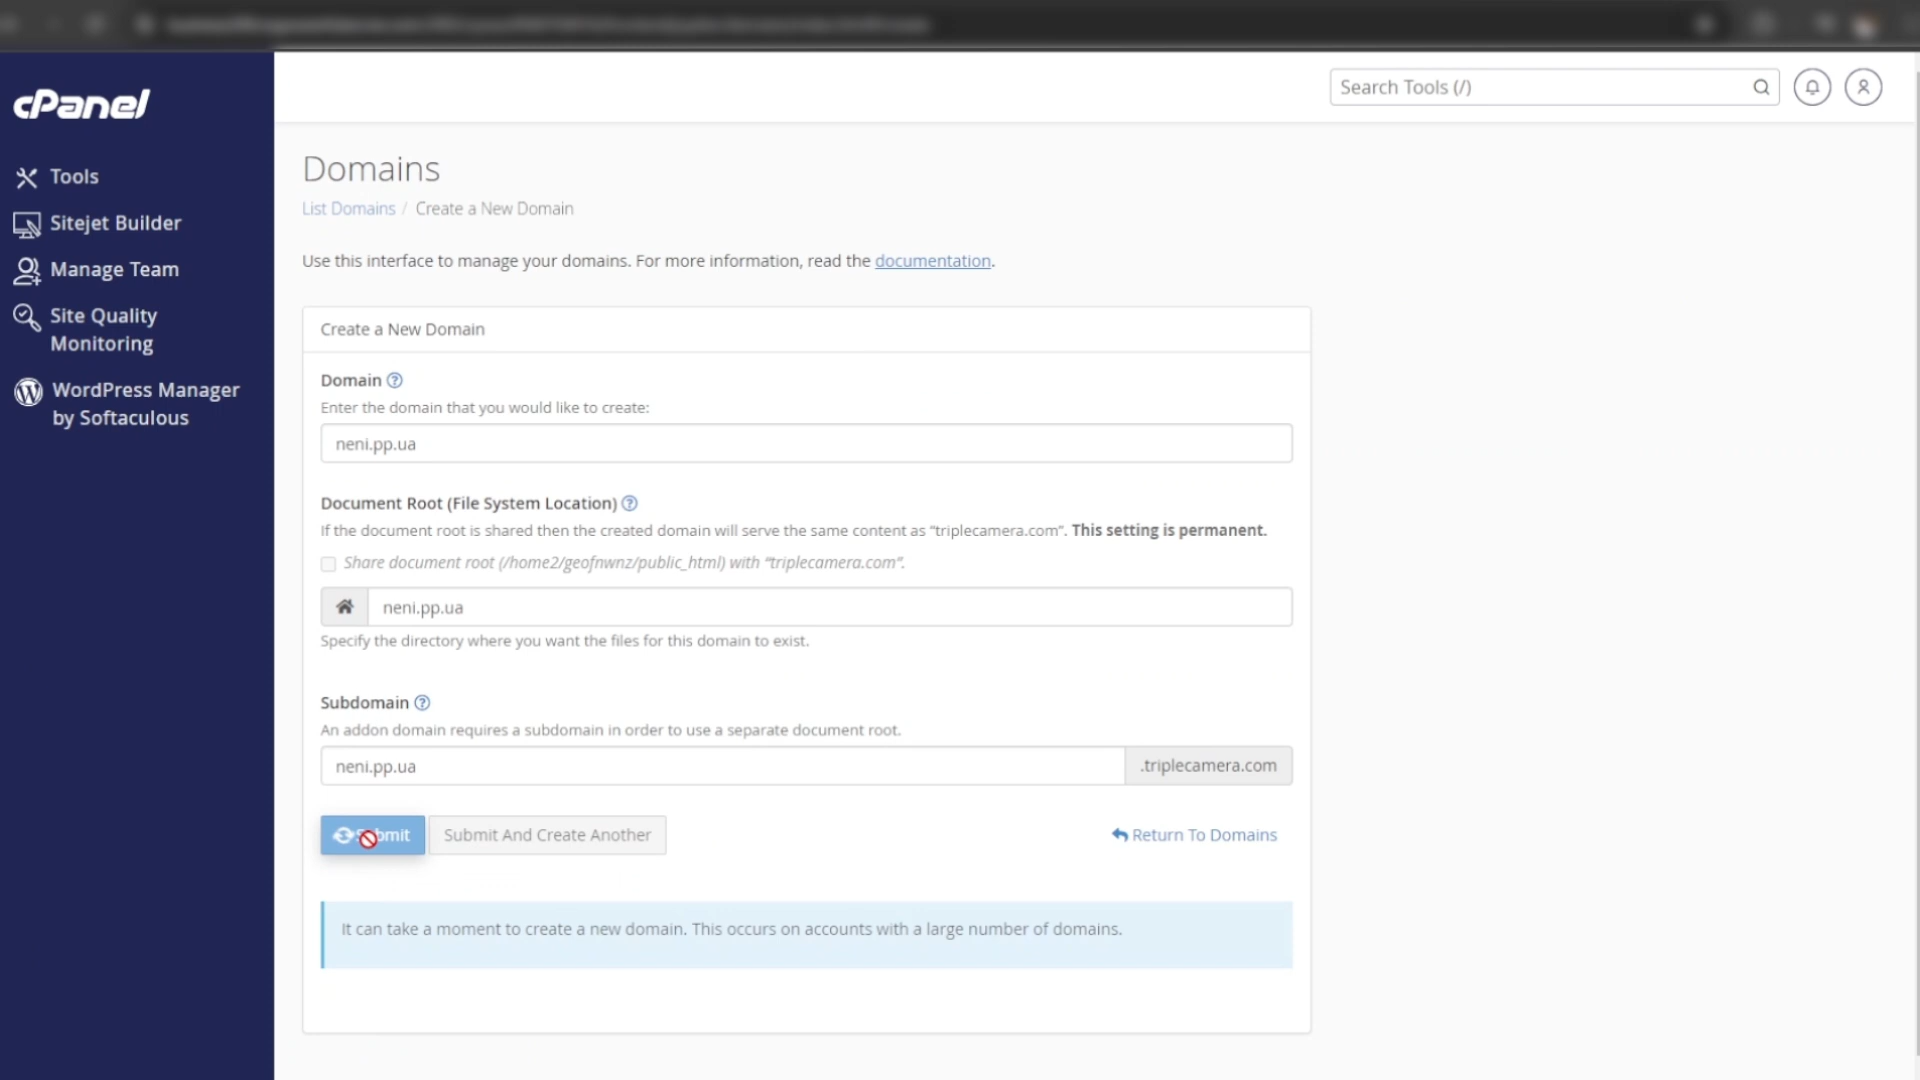 cPanel
Search Tools (/)
Tools
Sitejet Builder
Manage Team
Site Quality
Monitoring
WordPress Manager
by Softaculous
Domains
List Domains / Create a New Domain
Use this interface to manage your domains. For more information, read the documentation.
Create a New Domain
Domain
Enter the domain that you would like to create:
neni.pp.ua
Document Root (File System Location)
If the document root is shared then the created domain will serve the same content as “triplecamera.com”. This setting is permanent.
Share document root (/home2/geofnwnz/public_html) with “triplecamera.com”.
neni.pp.ua
Specify the directory where you want the files for this domain to exist.
Subdomain
An addon domain requires a subdomain in order to use a separate document root.
neni.pp.ua .triplecamera.com
Submit Submit And Create Another Return To Domains
It can take a moment to create a new domain. This occurs on accounts with a large number of domains.